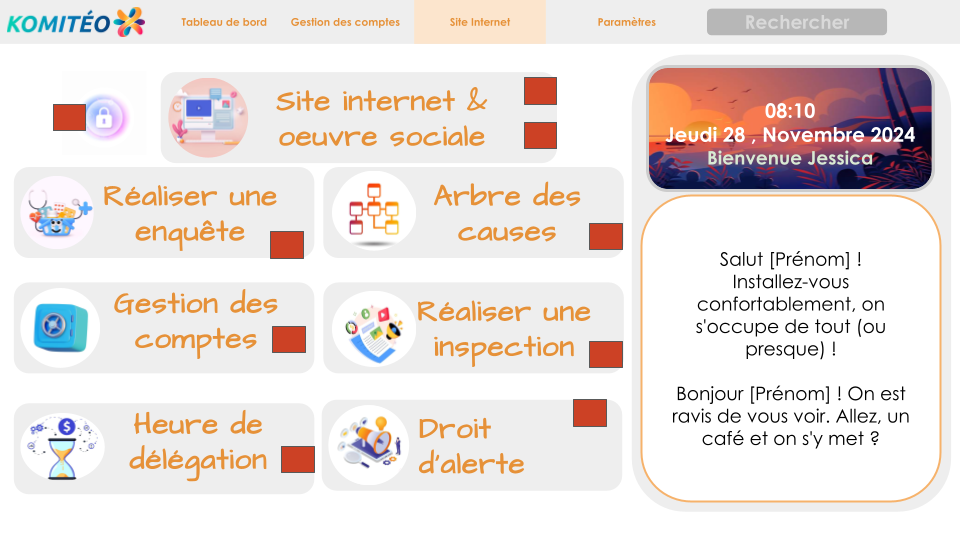 KOMITÉO
Tableau de bord
Gestion des comptes
Site Internet
Paramètres
Rechercher
Site internet &
oeuvre sociale
Réaliser une
enquête
Arbre des
causes
Gestion des
comptes
Réaliser une
inspection
Heure de
délégation
Droit
d'alerte
08:10
Jeudi 28 , Novembre 2024
Bienvenue Jessica
Salut [Prénom] !
Installez-vous
confortablement, on
s'occupe de tout (ou
presque) !
Bonjour [Prénom] ! On est
ravis de vous voir. Allez, un
café et on s'y met ?